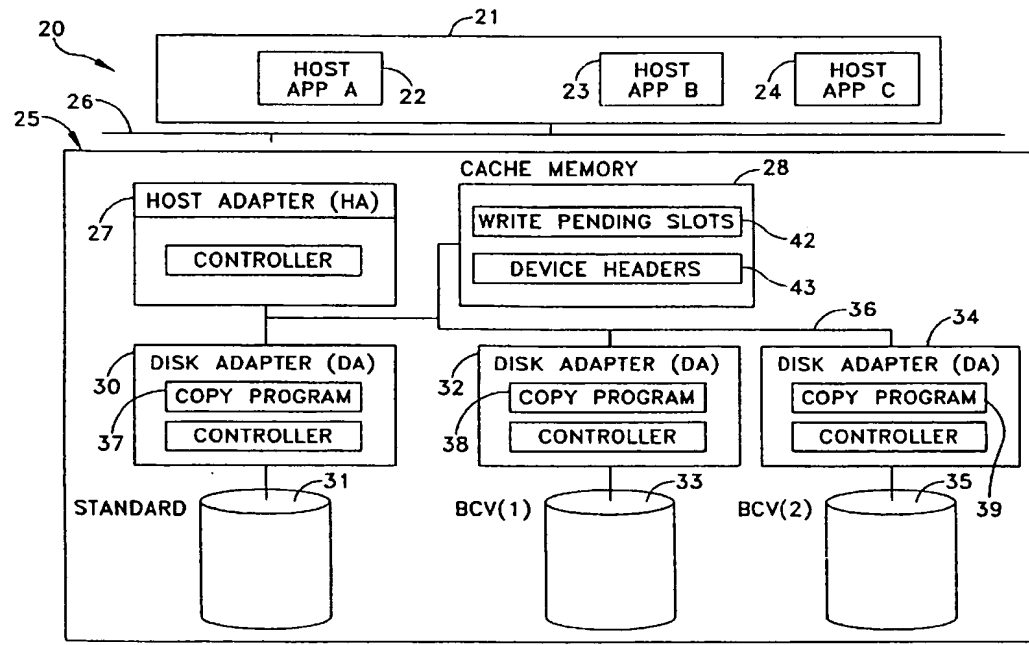 21
20
HOST
APP A
22
23
HOST
APP B
24
HOST
APP C
26
25
CACHE MEMORY
28
HOST ADAPTER (HA)
27
CONTROLLER
WRITE PENDING SLOTS
42
DEVICE HEADERS
43
36
34
30
DISK ADAPTER (DA)
COPY PROGRAM
37
CONTROLLER
32
DISK ADAPTER (DA)
COPY PROGRAM
38
CONTROLLER
DISK ADAPTER (DA)
COPY PROGRAM
CONTROLLER
39
STANDARD
31
BCV(1)
33
BCV(2)
35